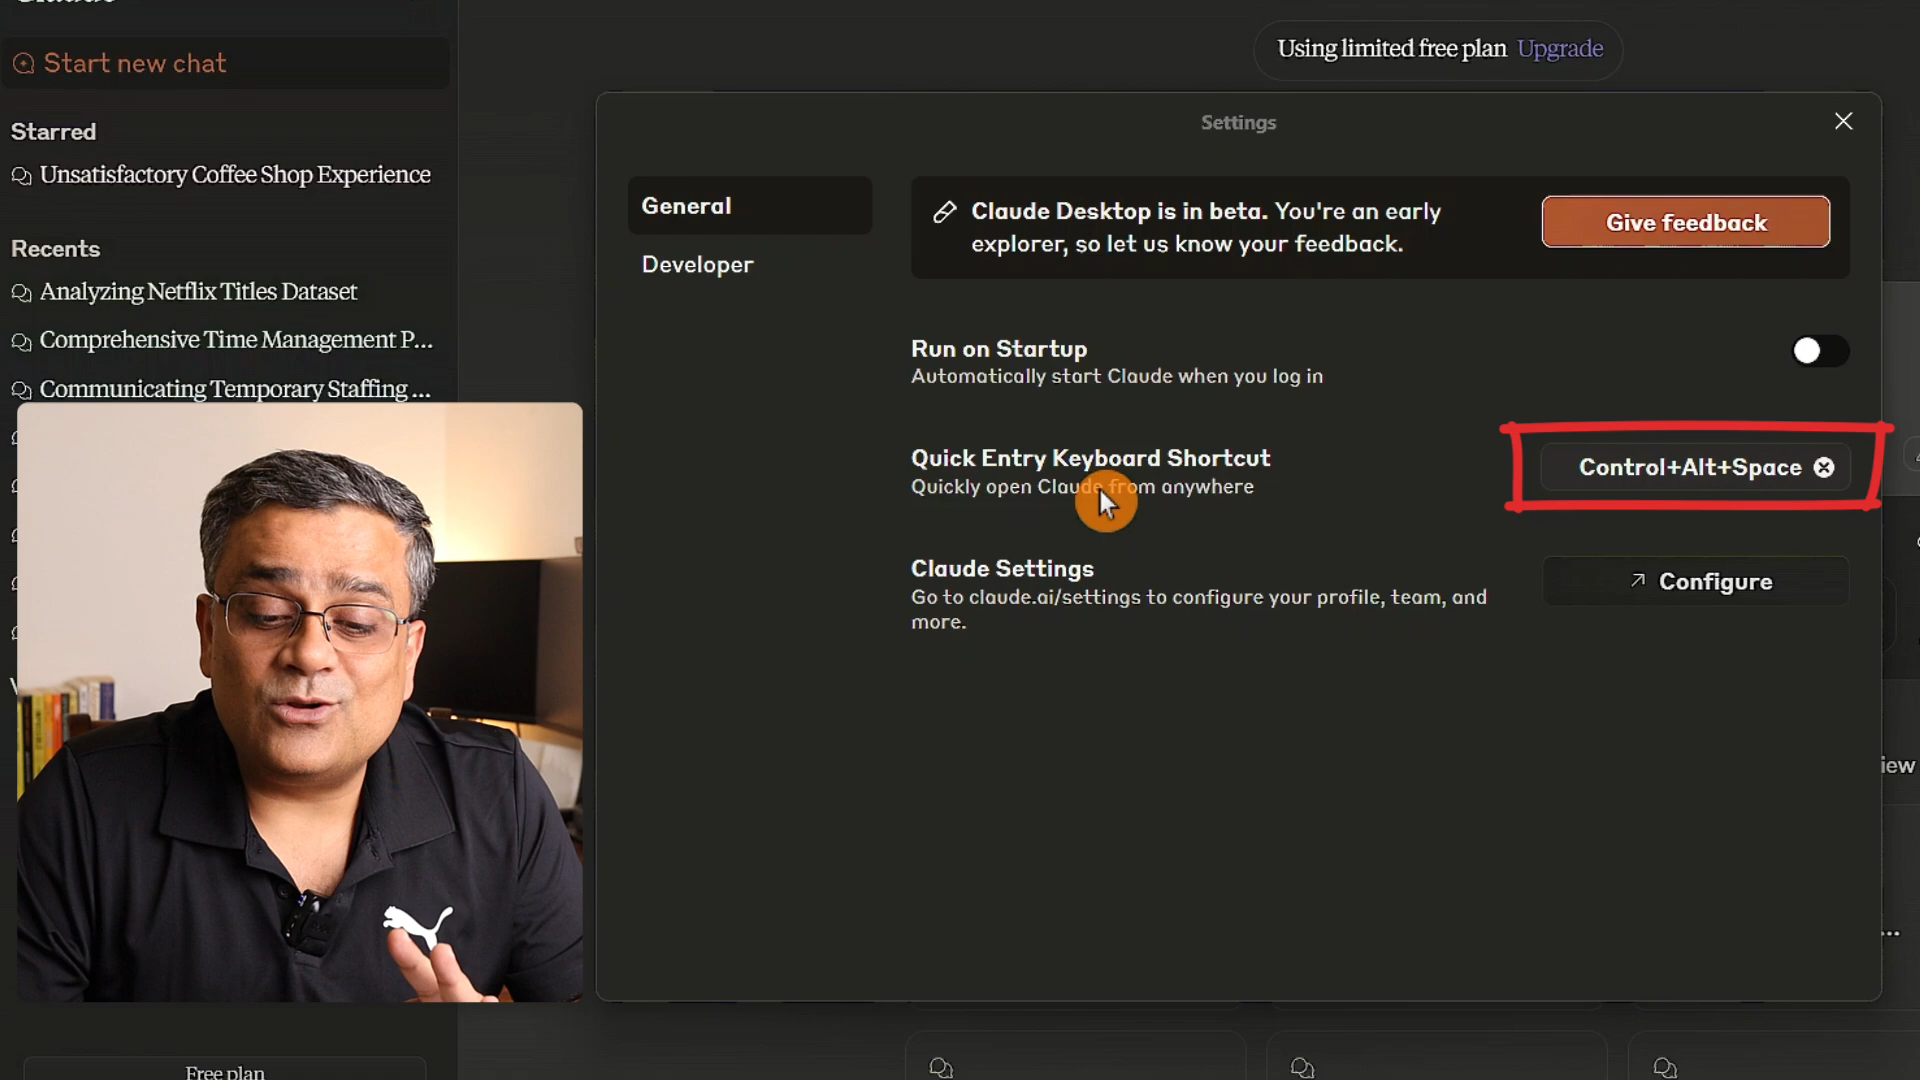 Start new chat
Using limited free plan Upgrade
Starred
Unsatisfactory Coffee Shop Experience
Recents
Analyzing Netflix Titles Dataset
Comprehensive Time Management P...
Communicating Temporary Staffing ...
Free plan
Settings
General
Developer
Claude Desktop is in beta. You're an early
explorer, so let us know your feedback.
Give feedback
Run on Startup
Automatically start Claude when you log in
Quick Entry Keyboard Shortcut
Quickly open Claude from anywhere
Control+Alt+Space
Claude Settings
Go to claude.ai/settings to configure your profile, team, and
more.
Configure